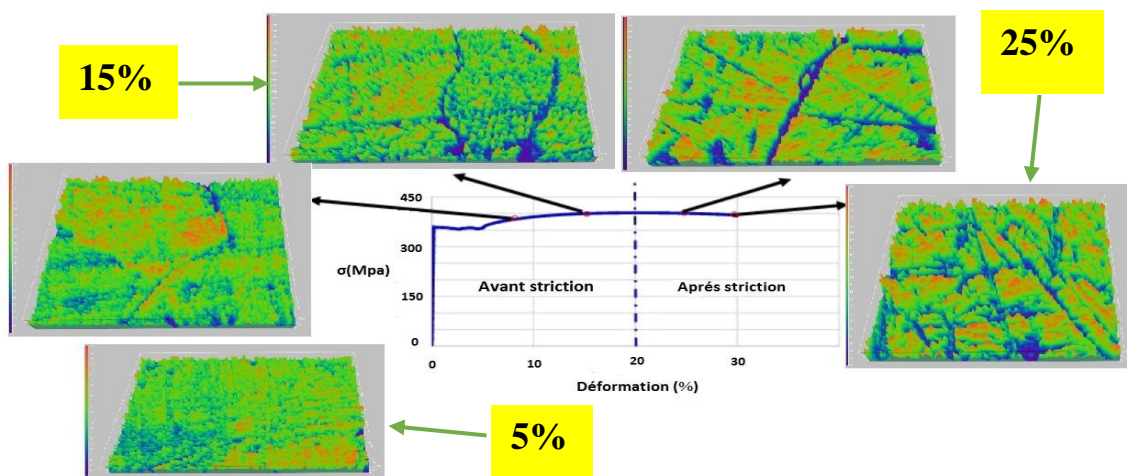 15%
25%
450
300
σ(Mpa)
150
0
Avant striction
Aprés striction
0
10
20
30
Déformation (%)
5%